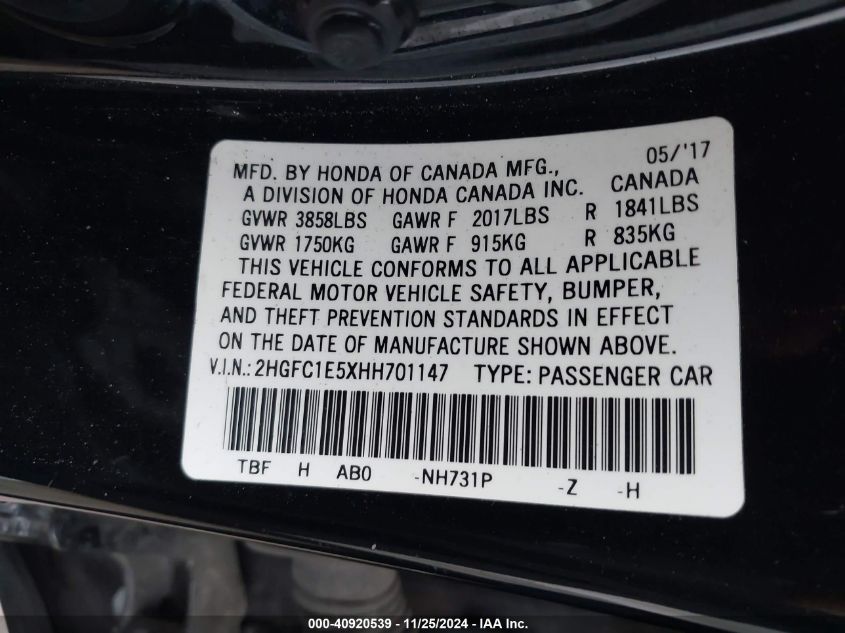 05/'17
MFD. BY HONDA OF CANADA MFG.,
A DIVISION OF HONDA CANADA INC. CANADA
GVWR 3858LBS GAWR F 2017LBS R 1841LBS
GVWR 1750KG GAWR F 915KG R 835KG
THIS VEHICLE CONFORMS TO ALL APPLICABLE
FEDERAL MOTOR VEHICLE SAFETY, BUMPER,
AND THEFT PREVENTION STANDARDS IN EFFECT
ON THE DATE OF MANUFACTURE SHOWN ABOVE.
V.I.N.: 2HGFC1E5XHH701147 TYPE: PASSENGER CAR
TBF H AB0 -NH731P -Z -H
000-40920539 - 11/25/2024 - IAA Inc.